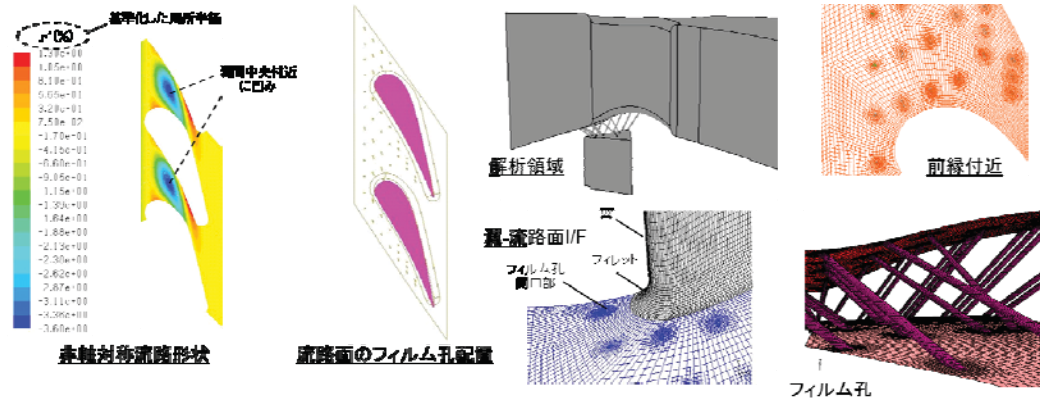 基準化した局所半径
r'(%)
翼間中央付近
に凹み
1.05e+00
8.10e-01
5.65e-01
3.20e-01
7.50e-02
-1.70e-01
-4.15e-01
-6.60e-01
-9.05e-01
-1.15e+00
-1.39e+00
-1.64e+00
-1.88e+00
-2.13e+00
-2.38e+00
-2.62e+00
-2.87e+00
-3.11e+00
-3.36e+00
-3.60e+00
非軸対称流路形状
流路面のフィルム孔配置
解析領域
前縁付近
翼
翼-流路面I/F
フィレット
フィルム孔
開口部
フィルム孔